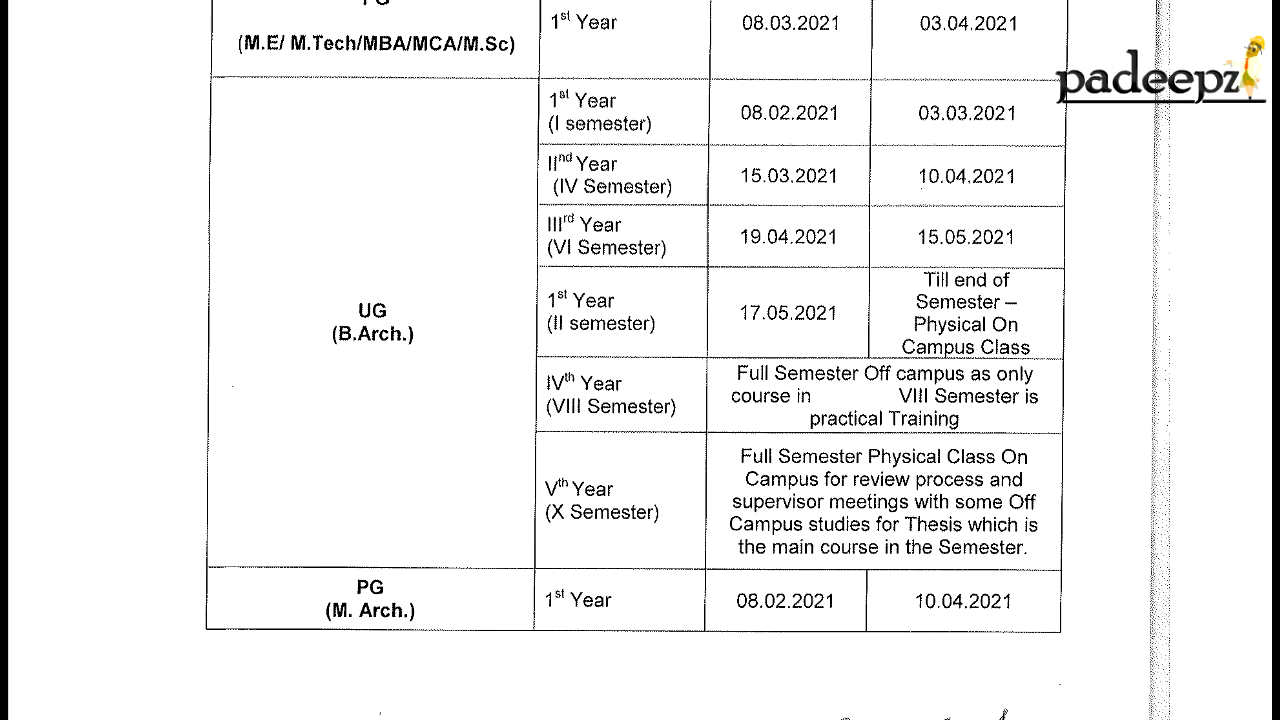 PG
(M.E/ M.Tech/MBA/MCA/M.Sc)
1st Year
08.03.2021
03.04.2021
padeepz
UG
(B.Arch.)
1st Year
(I semester)
08.02.2021
03.03.2021
IInd Year
(IV Semester)
15.03.2021
10.04.2021
IIIrd Year
(VI Semester)
19.04.2021
15.05.2021
1st Year
(II semester)
17.05.2021
Till end of
Semester –
Physical On
Campus Class
IVth Year
(VIII Semester)
Full Semester Off campus as only
course in VIII Semester is
practical Training
Vth Year
(X Semester)
Full Semester Physical Class On
Campus for review process and
supervisor meetings with some Off
Campus studies for Thesis which is
the main course in the Semester.
PG
(M. Arch.)
1st Year
08.02.2021
10.04.2021